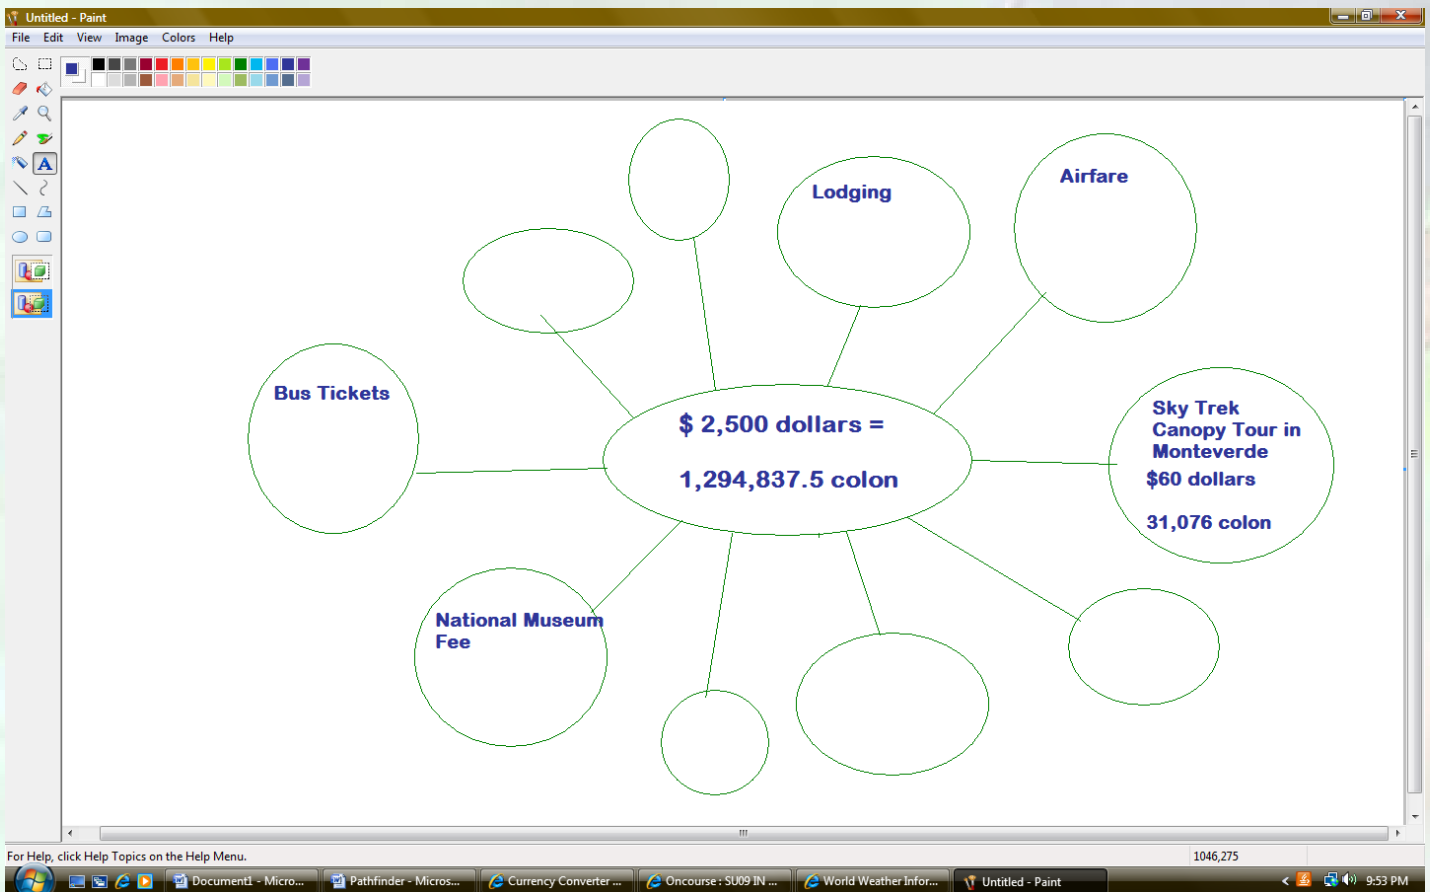 Untitled - Paint
File Edit View Image Colors Help
Lodging
Airfare
Bus Tickets
$ 2,500 dollars =
1,294,837.5 colon
Sky Trek
Canopy Tour in
Monteverde
$60 dollars
31,076 colon
National Museum
Fee
For Help, click Help Topics on the Help Menu.
1046,275
Document1 - Micro...
Pathfinder - Micros...
Currency Converter ...
Oncourse : SU09 IN ...
World Weather Infor...
Untitled - Paint
9:53 PM